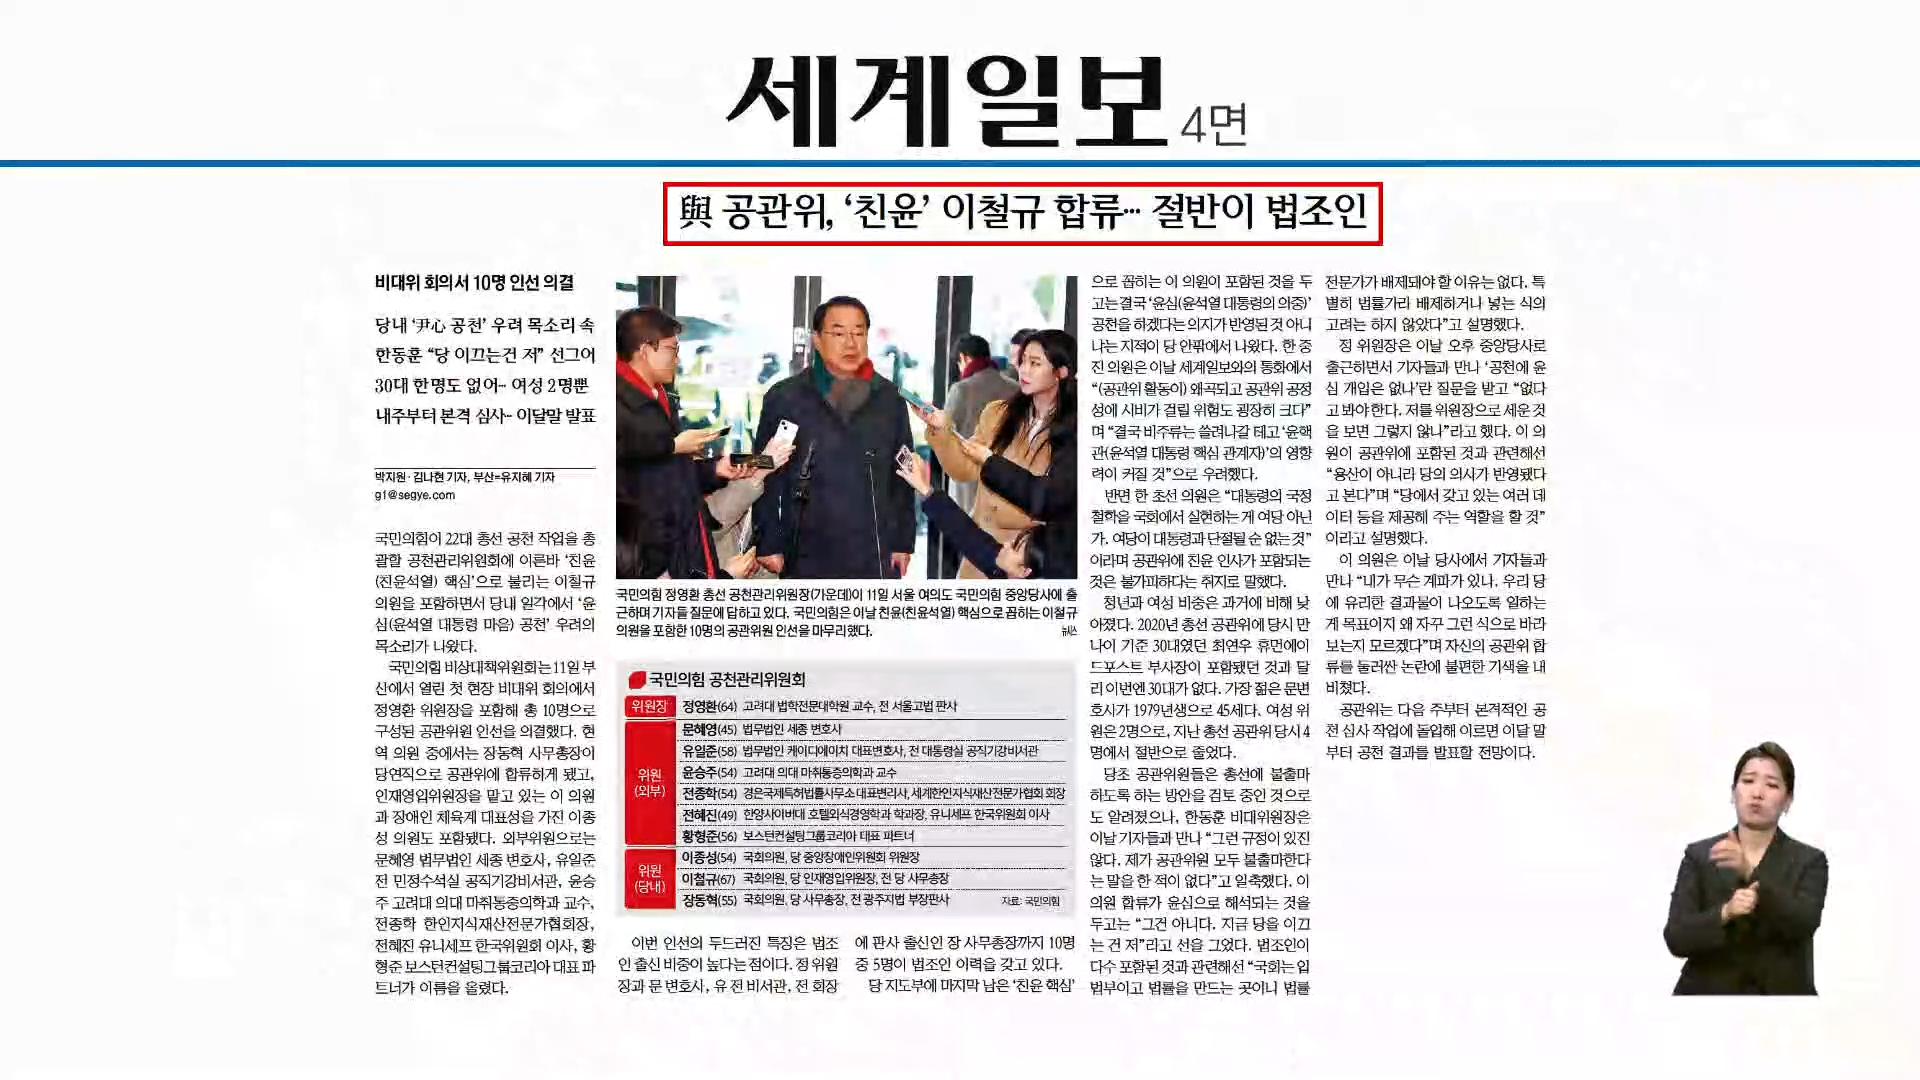 세계일보 4면
與 공관위, ‘친윤’ 이철규 합류… 절반이 법조인
비대위 회의서 10명 인선 의결
당내 ‘尹心 공천’ 우려 목소리 속
한동훈 “당 이끄는건 저” 선그어
30대 한명도 없어… 여성 2명뿐
내주부터 본격 심사… 이달말 발표
박지원·김나현 기자, 부산=유지혜 기자
g1@segye.com
국민의힘이 22대 총선 공천 작업을 총
괄할 공천관리위원회에 이른바 ‘친윤
(친윤석열) 핵심’으로 불리는 이철규
의원을 포함하면서 당내 일각에서 ‘윤
심(윤석열 대통령 마음) 공천’ 우려의
목소리가 나왔다.
국민의힘 비상대책위원회는 11일 부
산에서 열린 첫 현장 비대위 회의에서
정영환 위원장을 포함해 총 10명으로
구성된 공관위원 인선을 의결했다. 현
역 의원 중에서는 장동혁 사무총장이
당연직으로 공관위에 합류하게 됐고,
인재영입위원장을 맡고 있는 이 의원
과 장애인 체육계 대표성을 가진 이종
성 의원도 포함됐다. 외부위원으로는
문혜영 법무법인 세종 변호사, 유일준
전 민정수석실 공직기강비서관, 윤승
주 고려대 의대 마취통증의학과 교수,
전종학 한인지식재산전문가협회장,
전혜진 유니세프 한국위원회 이사, 황
형준 보스턴컨설팅그룹코리아 대표 파
트너가 이름을 올렸다.
국민의힘 정영환 총선 공천관리위원장(가운데)이 11일 서울 여의도 국민의힘 중앙당사에 출
근하며 기자들 질문에 답하고 있다. 국민의힘은 이날 친윤(친윤석열) 핵심으로 꼽히는 이철규
의원을 포함한 10명의 공관위원 인선을 마무리했다. 뉴시스
국민의힘 공천관리위원회
위원장 정영환(64) 고려대 법학전문대학원 교수, 전 서울고법 판사
위원(외부) 문혜영(45) 법무법인 세종 변호사
유일준(58) 법무법인 케이디에이치 대표변호사, 전 대통령실 공직기강비서관
윤승주(54) 고려대 의대 마취통증의학과 교수
전종학(54) 경은국제특허법률사무소 대표변리사, 세계한인지식재산전문가협회 회장
전혜진(49) 한양사이버대 호텔외식경영학과 학과장, 유니세프 한국위원회 이사
황형준(56) 보스턴컨설팅그룹코리아 대표 파트너
위원(당내) 이종성(54) 국회의원, 당 중앙장애인위원회 위원장
이철규(67) 국회의원, 당 인재영입위원장, 전 당 사무총장
장동혁(55) 국회의원, 당 사무총장, 전 광주지법 부장판사
자료: 국민의힘
이번 인선의 두드러진 특징은 법조
인 출신 비중이 높다는 점이다. 정 위원
장과 문 변호사, 유 전 비서관, 전 회장
에 판사 출신인 장 사무총장까지 10명
중 5명이 법조인 이력을 갖고 있다.
당 지도부에 마지막 남은 ‘친윤 핵심’
으로 꼽히는 이 의원이 포함된 것을 두
고는 결국 ‘윤심(윤석열 대통령의 의중)’
공천을 하겠다는 의지가 반영된 것 아니
냐는 지적이 당 안팎에서 나왔다. 한 중
진 의원은 이날 세계일보와의 통화에서
“(공관위 활동이) 왜곡되고 공관위 공정
성에 시비가 걸릴 위험도 굉장히 크다”
며 “결국 비주류는 쓸려나갈 테고 ‘윤핵
관(윤석열 대통령 핵심 관계자)’의 영향
력이 커질 것”으로 우려했다.
반면 한 초선 의원은 “대통령의 국정
철학을 국회에서 실현하는 게 여당 아닌
가. 여당이 대통령과 단절될 순 없는 것”
이라며 공관위에 친윤 인사가 포함되는
것은 불가피하다는 취지로 말했다.
청년과 여성 비중은 과거에 비해 낮
아졌다. 2020년 총선 공관위에 당시 만
나이 기준 30대였던 최연우 휴먼에이
드포스트 부사장이 포함됐던 것과 달
리 이번엔 30대가 없다. 가장 젊은 문변
호사가 1979년생으로 45세다. 여성 위
원은 2명으로, 지난 총선 공관위 당시 4
명에서 절반으로 줄었다.
당초 공관위원들은 총선에 불출마
하도록 하는 방안을 검토 중인 것으로
도 알려졌으나, 한동훈 비대위원장은
이날 기자들과 만나 “그런 규정이 있진
않다. 제가 공관위원 모두 불출마한다
는 말을 한 적이 없다”고 일축했다. 이
의원 합류가 윤심으로 해석되는 것을
두고는 “그건 아니다. 지금 당을 이끄
는 건 저”라고 선을 그었다. 법조인이
다수 포함된 것과 관련해선 “국회는 입
법부이고 법률을 만드는 곳이니 법률
전문가가 배제돼야 할 이유는 없다. 특
별히 법률가라 배제하거나 넣는 식의
고려는 하지 않았다”고 설명했다.
정 위원장은 이날 오후 중앙당사로
출근하면서 기자들과 만나 ‘공천에 윤
심 개입은 없나’란 질문을 받고 “없다
고 봐야 한다. 저를 위원장으로 세운 것
을 보면 그렇지 않나”라고 했다. 이 의
원이 공관위에 포함된 것과 관련해선
“용산이 아니라 당의 의사가 반영됐다
고 본다”며 “당에서 갖고 있는 여러 데
이터 등을 제공해 주는 역할을 할 것”
이라고 설명했다.
이 의원은 이날 당사에서 기자들과
만나 “내가 무슨 계파가 있나. 우리 당
에 유리한 결과물이 나오도록 일하는
게 목표이지 왜 자꾸 그런 식으로 바라
보는지 모르겠다”며 자신의 공관위 합
류를 둘러싼 논란에 불편한 기색을 내
비쳤다.
공관위는 다음 주부터 본격적인 공
천 심사 작업에 돌입해 이르면 이달 말
부터 공천 결과를 발표할 전망이다.